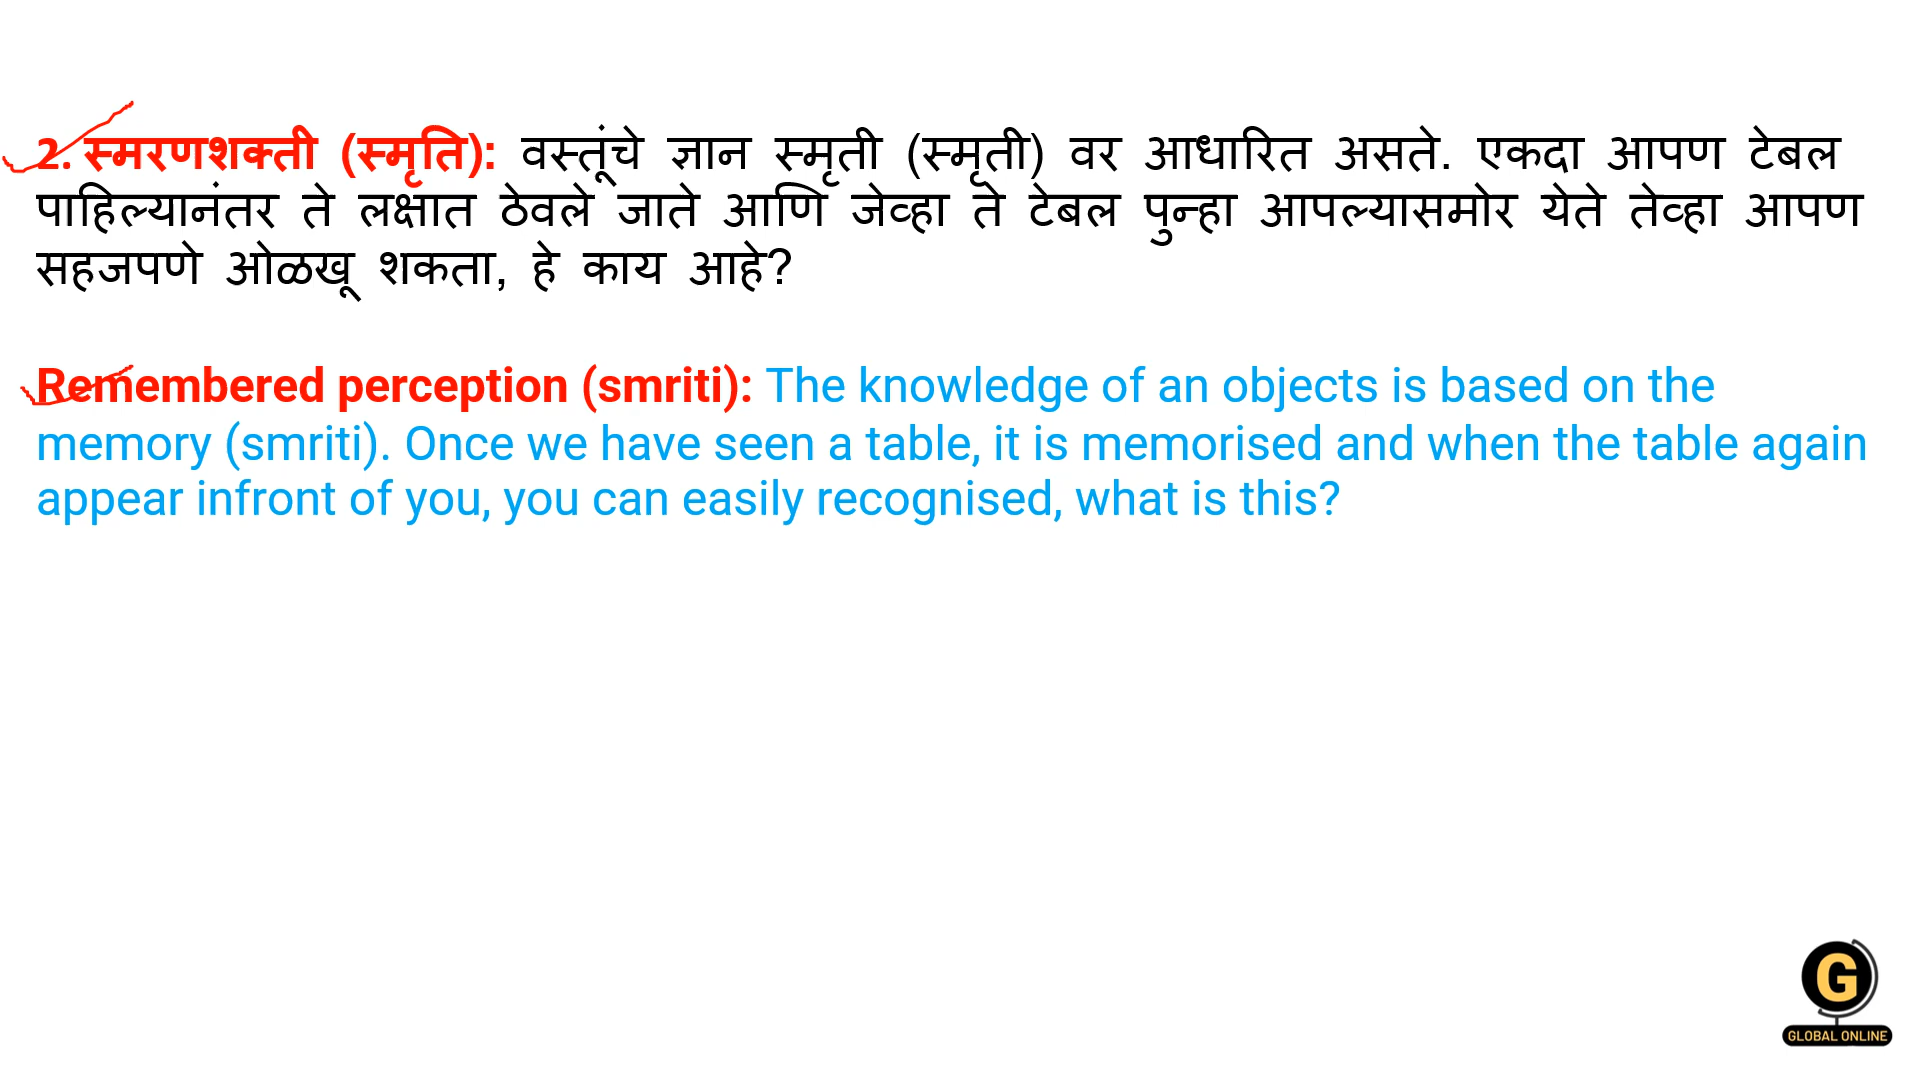 2. स्मरणशक्ती (स्मृति): वस्तूंचे ज्ञान स्मृती (स्मृती) वर आधारित असते. एकदा आपण टेबल
पाहिल्यानंतर ते लक्षात ठेवले जाते आणि जेव्हा ते टेबल पुन्हा आपल्यासमोर येते तेव्हा आपण
सहजपणे ओळखू शकता, हे काय आहे?
Remembered perception (smriti): The knowledge of an objects is based on the
memory (smriti). Once we have seen a table, it is memorised and when the table again
appear infront of you, you can easily recognised, what is this?
G
GLOBAL ONLINE